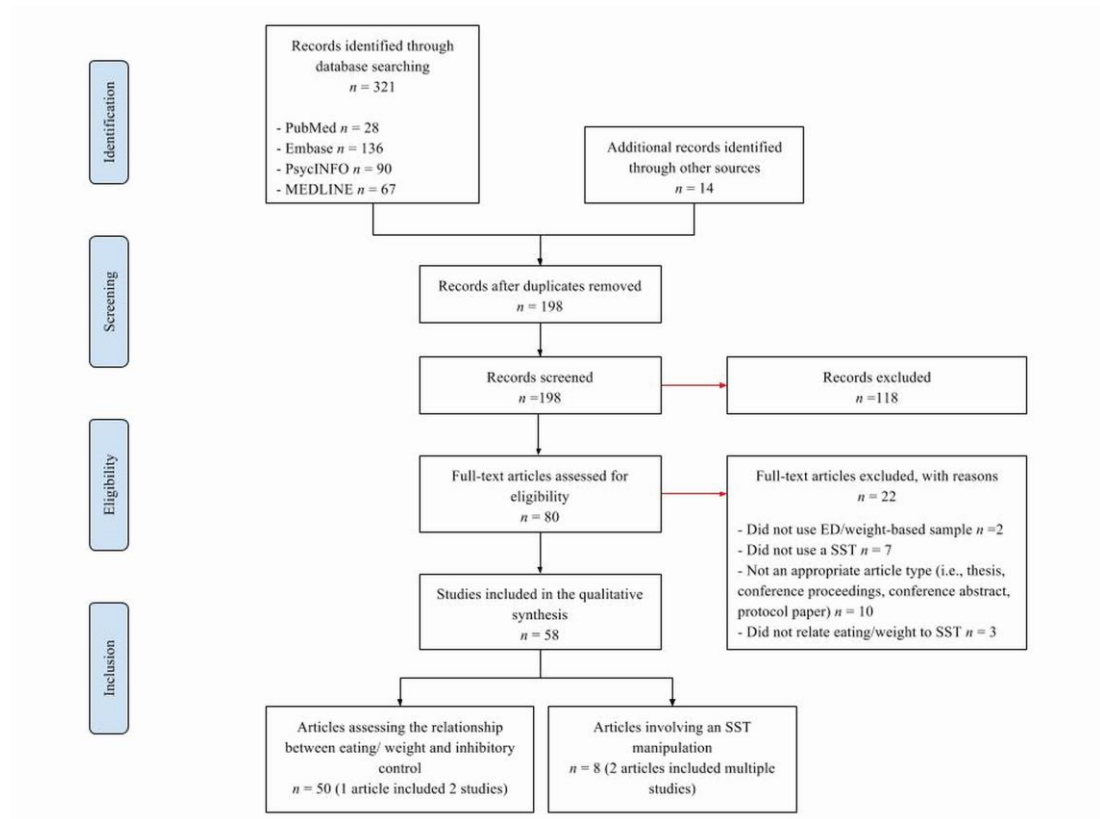 Identification
Records identified through
database searching
n = 321
- PubMed n = 28
- Embase n = 136
- PsycINFO n = 90
- MEDLINE n = 67
Additional records identified
through other sources
n = 14
Screening
Records after duplicates removed
n = 198
Records screened
n =198
Records excluded
n =118
Eligibility
Full-text articles assessed for
eligibility
n = 80
Full-text articles excluded, with reasons
n = 22
- Did not use ED/weight-based sample n =2
- Did not use a SST n = 7
- Not an appropriate article type (i.e., thesis,
conference proceedings, conference abstract,
protocol paper) n = 10
- Did not relate eating/weight to SST n = 3
Inclusion
Studies included in the qualitative
synthesis
n = 58
Articles assessing the relationship
between eating/ weight and inhibitory
control
n = 50 (1 article included 2 studies)
Articles involving an SST
manipulation
n = 8 (2 articles included multiple
studies)